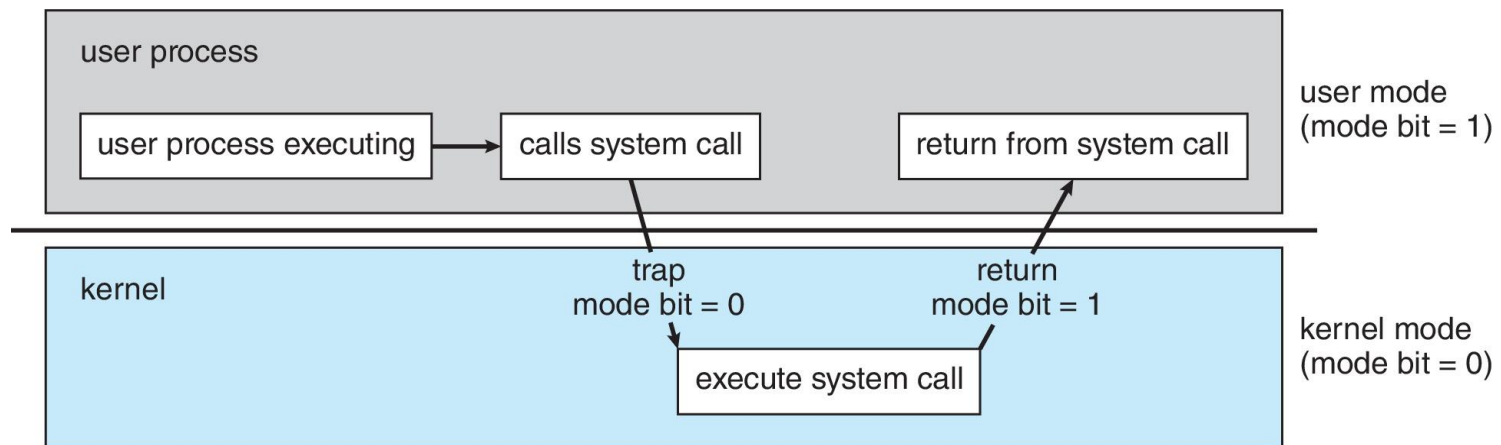 user process
user process executing
calls system call
return from system call
user mode
(mode bit = 1)
kernel
trap
mode bit = 0
return
mode bit = 1
execute system call
kernel mode
(mode bit = 0)